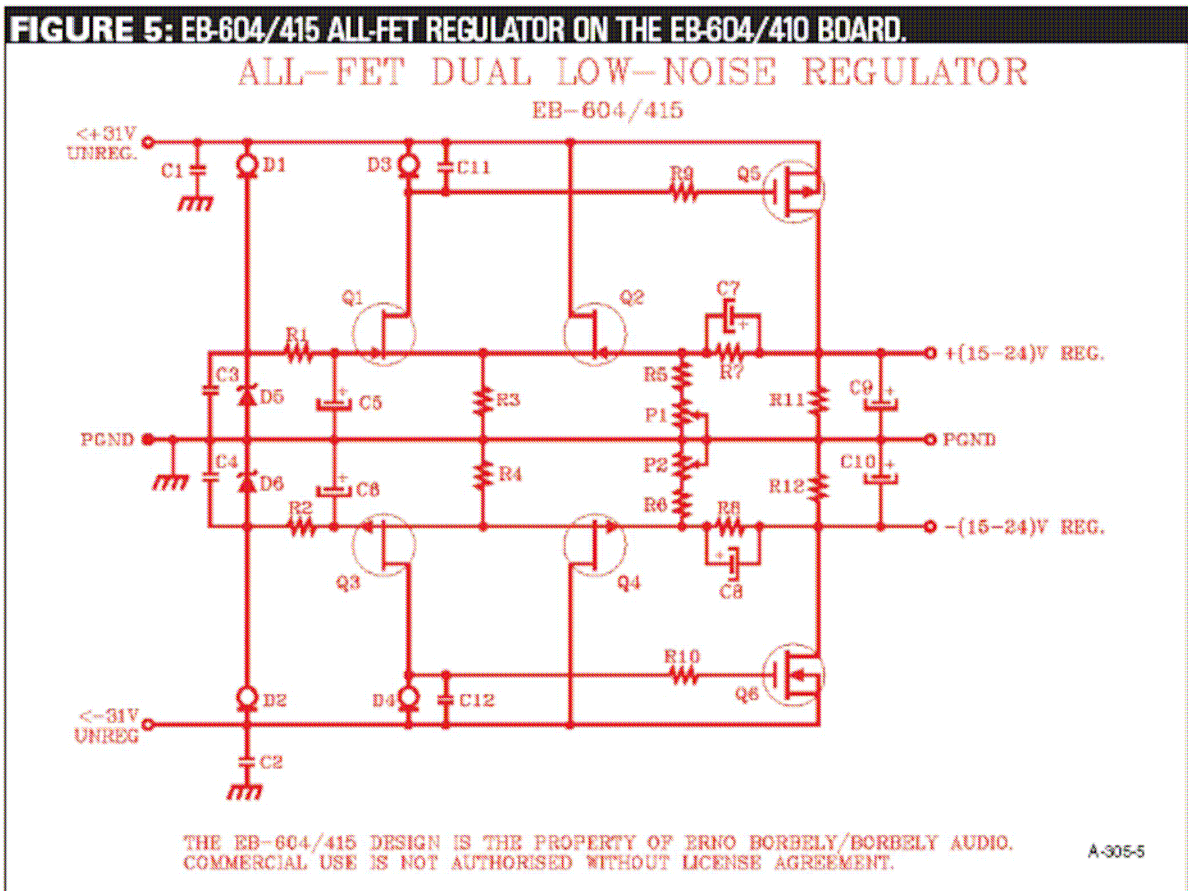 FIGURE 5: EB-604/415 ALL-FET REGULATOR ON THE EB-604/410 BOARD.
ALL-FET DUAL LOW-NOISE REGULATOR
EB-604/415
<+31V
UNREG.
C1
D1
D3
C11
R9
Q5
Q1
Q2
C7
R1
R7
+(15-24)V REG.
C3
D5
C5
R3
R5
P1
R11
C9
PGND
PGND
C4
D6
C6
R4
P2
R6
R12
C10
R2
R8
-(15-24)V REG.
Q3
Q4
C8
R10
Q6
<-31V
UNREG
D2
D4
C12
C2
THE EB-604/415 DESIGN IS THE PROPERTY OF ERNO BORBELY/BORBELY AUDIO.
COMMERCIAL USE IS NOT AUTHORISED WITHOUT LICENSE AGREEMENT.
A-305-5